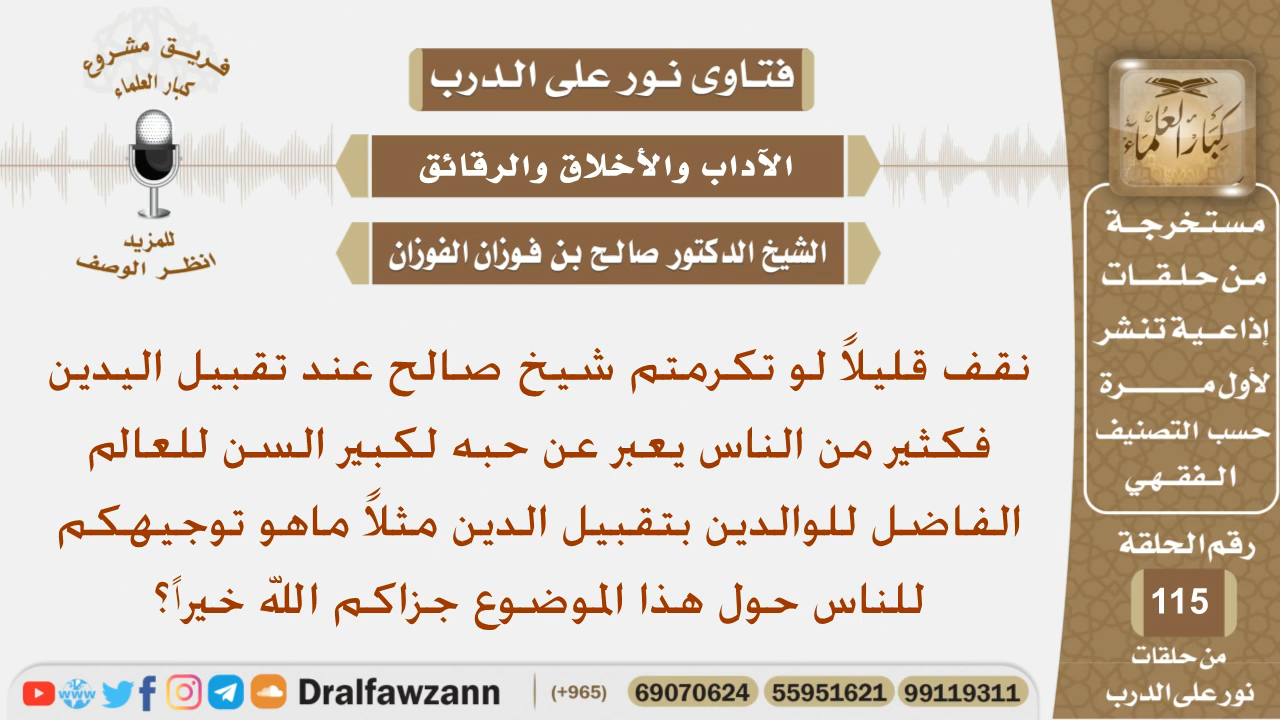 فريق مشروع
كبار العلماء
للمزيد
انظر الوصف
فتاوى نور على الدرب
الآداب والأخلاق والرقائق
الشيخ الدكتور صالح بن فوزان الفوزان
نقف قليلاً لو تكرمتم شيخ صالح عند تقبيل اليدين
فكثير من الناس يعبر عن حبه لكبير السن للعالم
الفاضل للوالدين بتقبيل الدين مثلاً ماهو توجيهكم
للناس حول هذا الموضوع جزاكم الله خيراً؟
كبار العلماء
مستخرجة
من حلقات
إذاعية تنشر
لأول مرة
حسب التصنيف
الفقهي
رقم الحلقة
115
من حلقات
نور على الدرب
www
Dralfawzann
(+965) 69070624 55951621 99119311